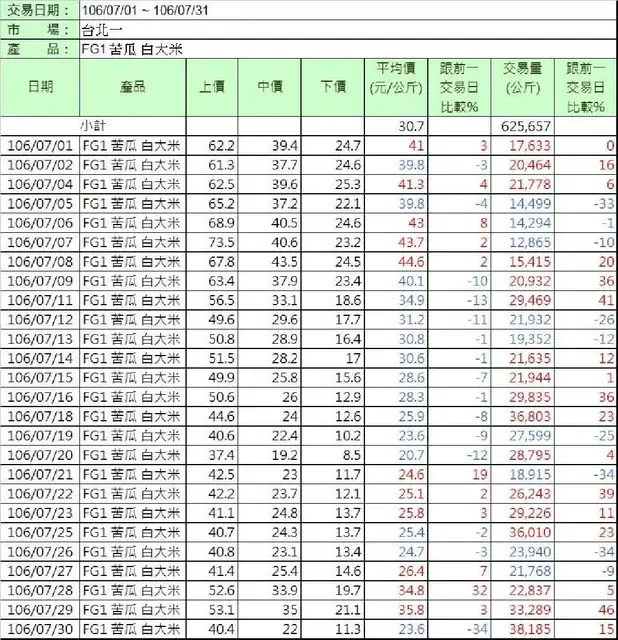 交易日期： 106/07/01 ~ 106/07/31
市　　場： 台北一
產　　品： FG1 苦瓜 白大米
日期 產品 上價 中價 下價 平均價(元/公斤) 跟前一交易日比較% 交易量(公斤) 跟前一交易日比較%
小計 30.7 625,657
106/07/01 FG1 苦瓜 白大米 62.2 39.4 24.7 41 3 17,633 0
106/07/02 FG1 苦瓜 白大米 61.3 37.7 24.6 39.8 -3 20,464 16
106/07/04 FG1 苦瓜 白大米 62.5 39.6 25.3 41.3 4 21,778 6
106/07/05 FG1 苦瓜 白大米 65.2 37.2 22.1 39.8 -4 14,499 -33
106/07/06 FG1 苦瓜 白大米 68.9 40.5 24.6 43 8 14,294 -1
106/07/07 FG1 苦瓜 白大米 73.5 40.6 23.2 43.7 2 12,865 -10
106/07/08 FG1 苦瓜 白大米 67.8 43.5 24.5 44.6 2 15,415 20
106/07/09 FG1 苦瓜 白大米 63.4 37.9 23.4 40.1 -10 20,932 36
106/07/11 FG1 苦瓜 白大米 56.5 33.1 18.6 34.9 -13 29,469 41
106/07/12 FG1 苦瓜 白大米 49.6 29.6 17.7 31.2 -11 21,932 -26
106/07/13 FG1 苦瓜 白大米 50.8 28.9 16.4 30.8 -1 19,352 -12
106/07/14 FG1 苦瓜 白大米 51.5 28.2 17 30.6 -1 21,635 12
106/07/15 FG1 苦瓜 白大米 49.9 25.8 15.6 28.6 -7 21,944 1
106/07/16 FG1 苦瓜 白大米 50.6 26 12.9 28.3 -1 29,835 36
106/07/18 FG1 苦瓜 白大米 44.6 24 12.6 25.9 -8 36,803 23
106/07/19 FG1 苦瓜 白大米 40.6 22.4 10.2 23.6 -9 27,599 -25
106/07/20 FG1 苦瓜 白大米 37.4 19.2 8.5 20.7 -12 28,795 4
106/07/21 FG1 苦瓜 白大米 42.5 23 11.7 24.6 19 18,915 -34
106/07/22 FG1 苦瓜 白大米 42.2 23.7 12.1 25.1 2 26,243 39
106/07/23 FG1 苦瓜 白大米 41.1 24.8 13.7 25.8 3 29,226 11
106/07/25 FG1 苦瓜 白大米 40.7 24.3 13.7 25.4 -2 36,010 23
106/07/26 FG1 苦瓜 白大米 40.8 23.1 13.4 24.7 -3 23,940 -34
106/07/27 FG1 苦瓜 白大米 41.4 25.4 14.6 26.4 7 21,768 -9
106/07/28 FG1 苦瓜 白大米 52.6 33.9 19.7 34.8 32 22,837 5
106/07/29 FG1 苦瓜 白大米 53.1 35 21.1 35.8 3 33,289 46
106/07/30 FG1 苦瓜 白大米 40.4 22 11.3 23.6 -34 38,185 15